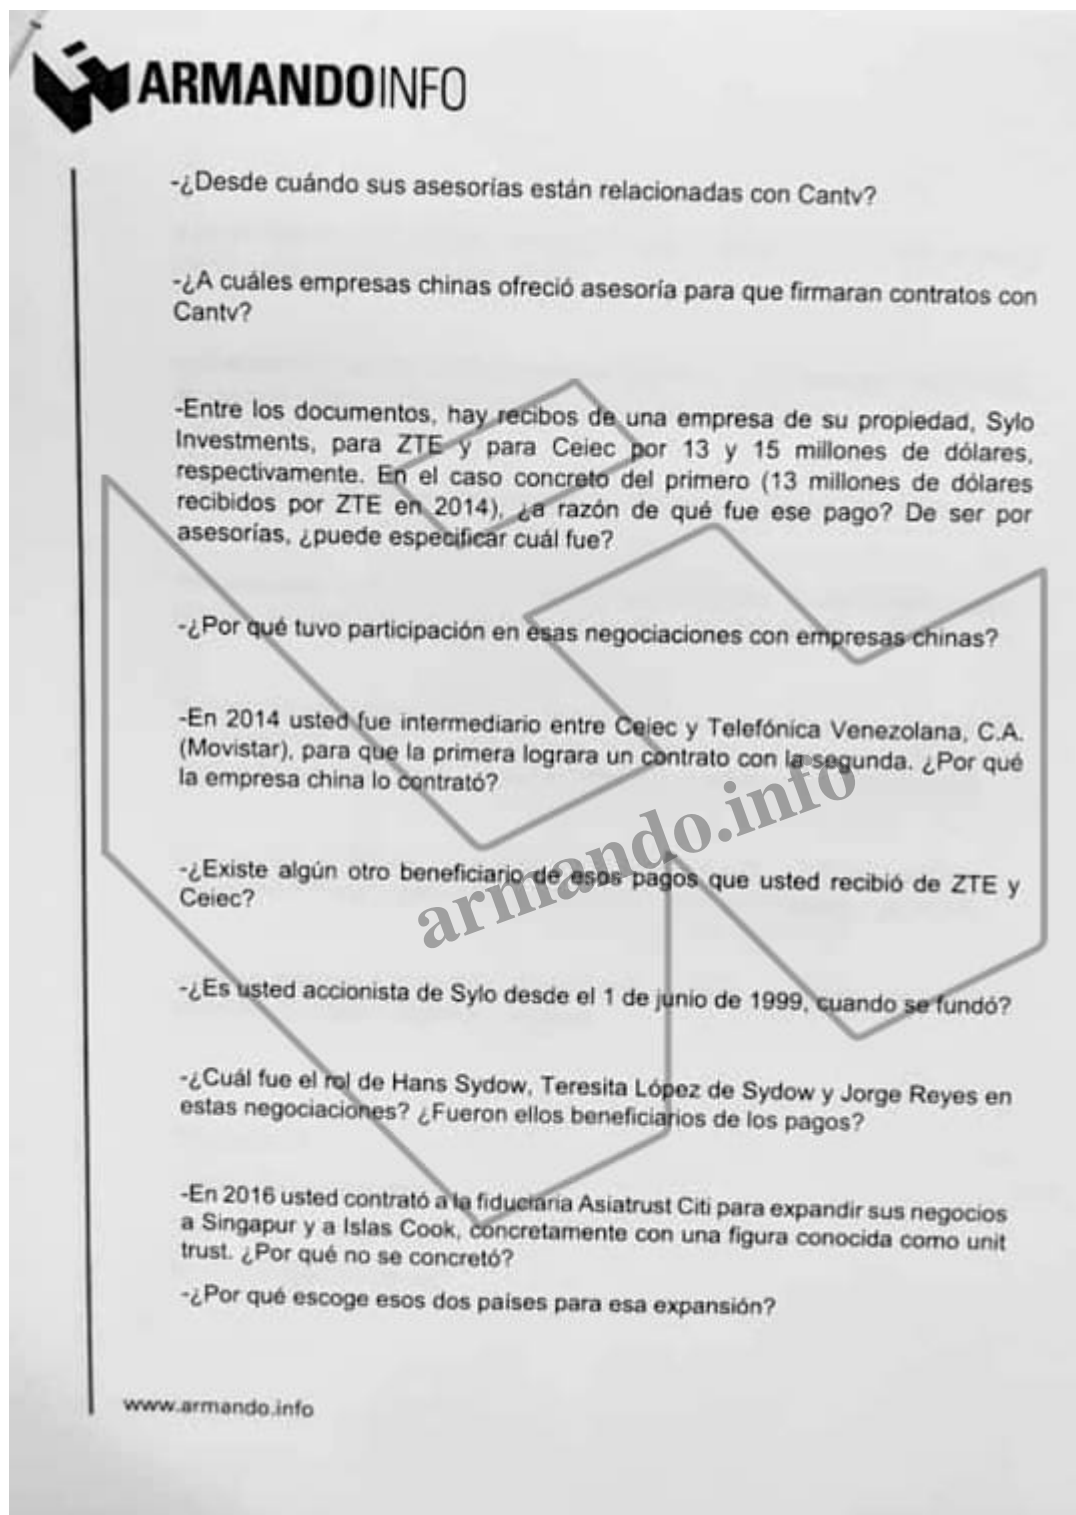 ARMANDOINFO
-¿Desde cuándo sus asesorías están relacionadas con Cantv?
-¿A cuáles empresas chinas ofreció asesoría para que firmaran contratos con
Cantv?
-Entre los documentos, hay recibos de una empresa de su propiedad, Sylo
Investments, para ZTE y para Ceiec por 13 y 15 millones de dólares,
respectivamente. En el caso concreto del primero (13 millones de dólares
recibidos por ZTE en 2014), ¿a razón de qué fue ese pago? De ser por
asesorías, ¿puede especificar cuál fue?
-¿Por qué tuvo participación en esas negociaciones con empresas chinas?
-En 2014 usted fue intermediario entre Ceiec y Telefónica Venezolana, C.A.
(Movistar), para que la primera lograra un contrato con la segunda. ¿Por qué
la empresa china lo contrató?
armando.info
-¿Existe algún otro beneficiario de esos pagos que usted recibió de ZTE y
Ceiec?
-¿Es usted accionista de Sylo desde el 1 de junio de 1999, cuando se fundó?
-¿Cuál fue el rol de Hans Sydow, Teresita López de Sydow y Jorge Reyes en
estas negociaciones? ¿Fueron ellos beneficiarios de los pagos?
-En 2016 usted contrató a la fiduciaria Asiatrust Citi para expandir sus negocios
a Singapur y a Islas Cook, concretamente con una figura conocida como unit
trust. ¿Por qué no se concretó?
-¿Por qué escoge esos dos países para esa expansión?
www.armando.info